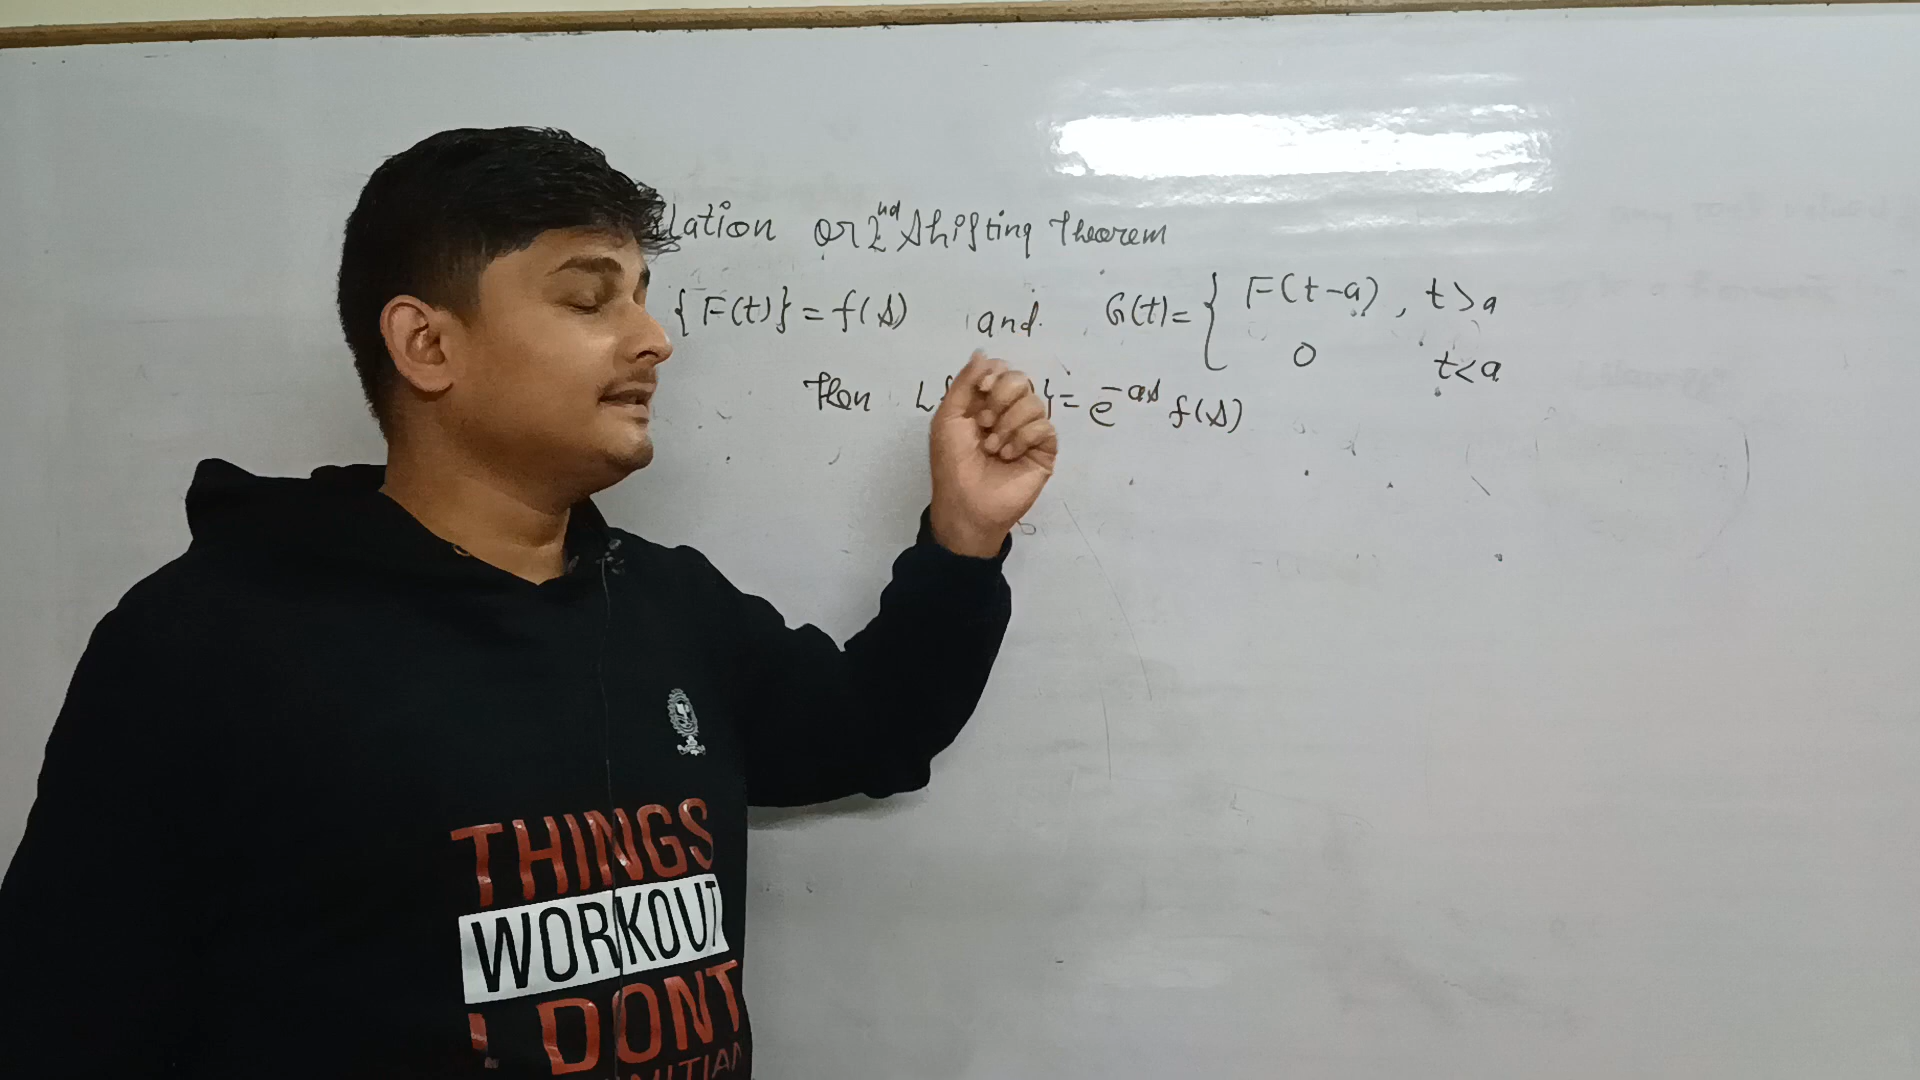 lation or 2nd Shifting Theorem
{F(t)} = f(s) and G(t) = { F(t-a), t>a
0 t<a
Then L{ } = e^-as f(s)
THINGS
WORKOUT
I DONT